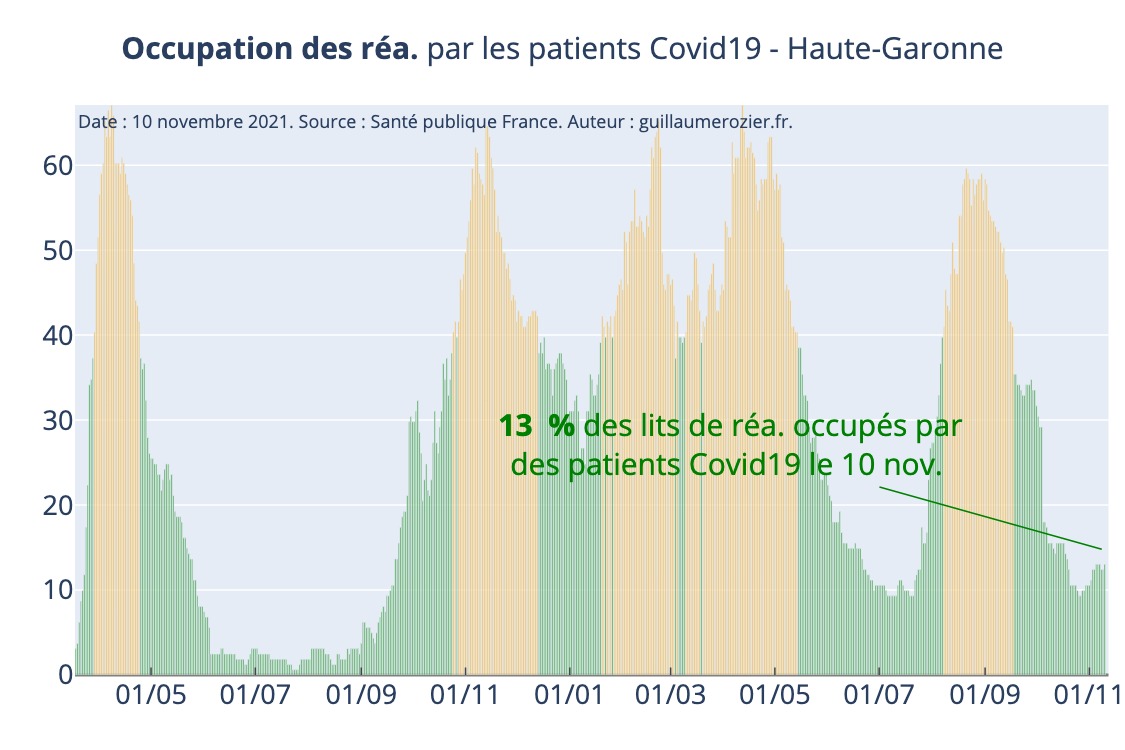 Occupation des réa. par les patients Covid19 - Haute-Garonne
Date : 10 novembre 2021. Source : Santé publique France. Auteur : guillaumerozier.fr.
60
50
40
30
20
10
0
13 % des lits de réa. occupés par
des patients Covid19 le 10 nov.
01/05 01/07 01/09 01/11 01/01 01/03 01/05 01/07 01/09 01/11